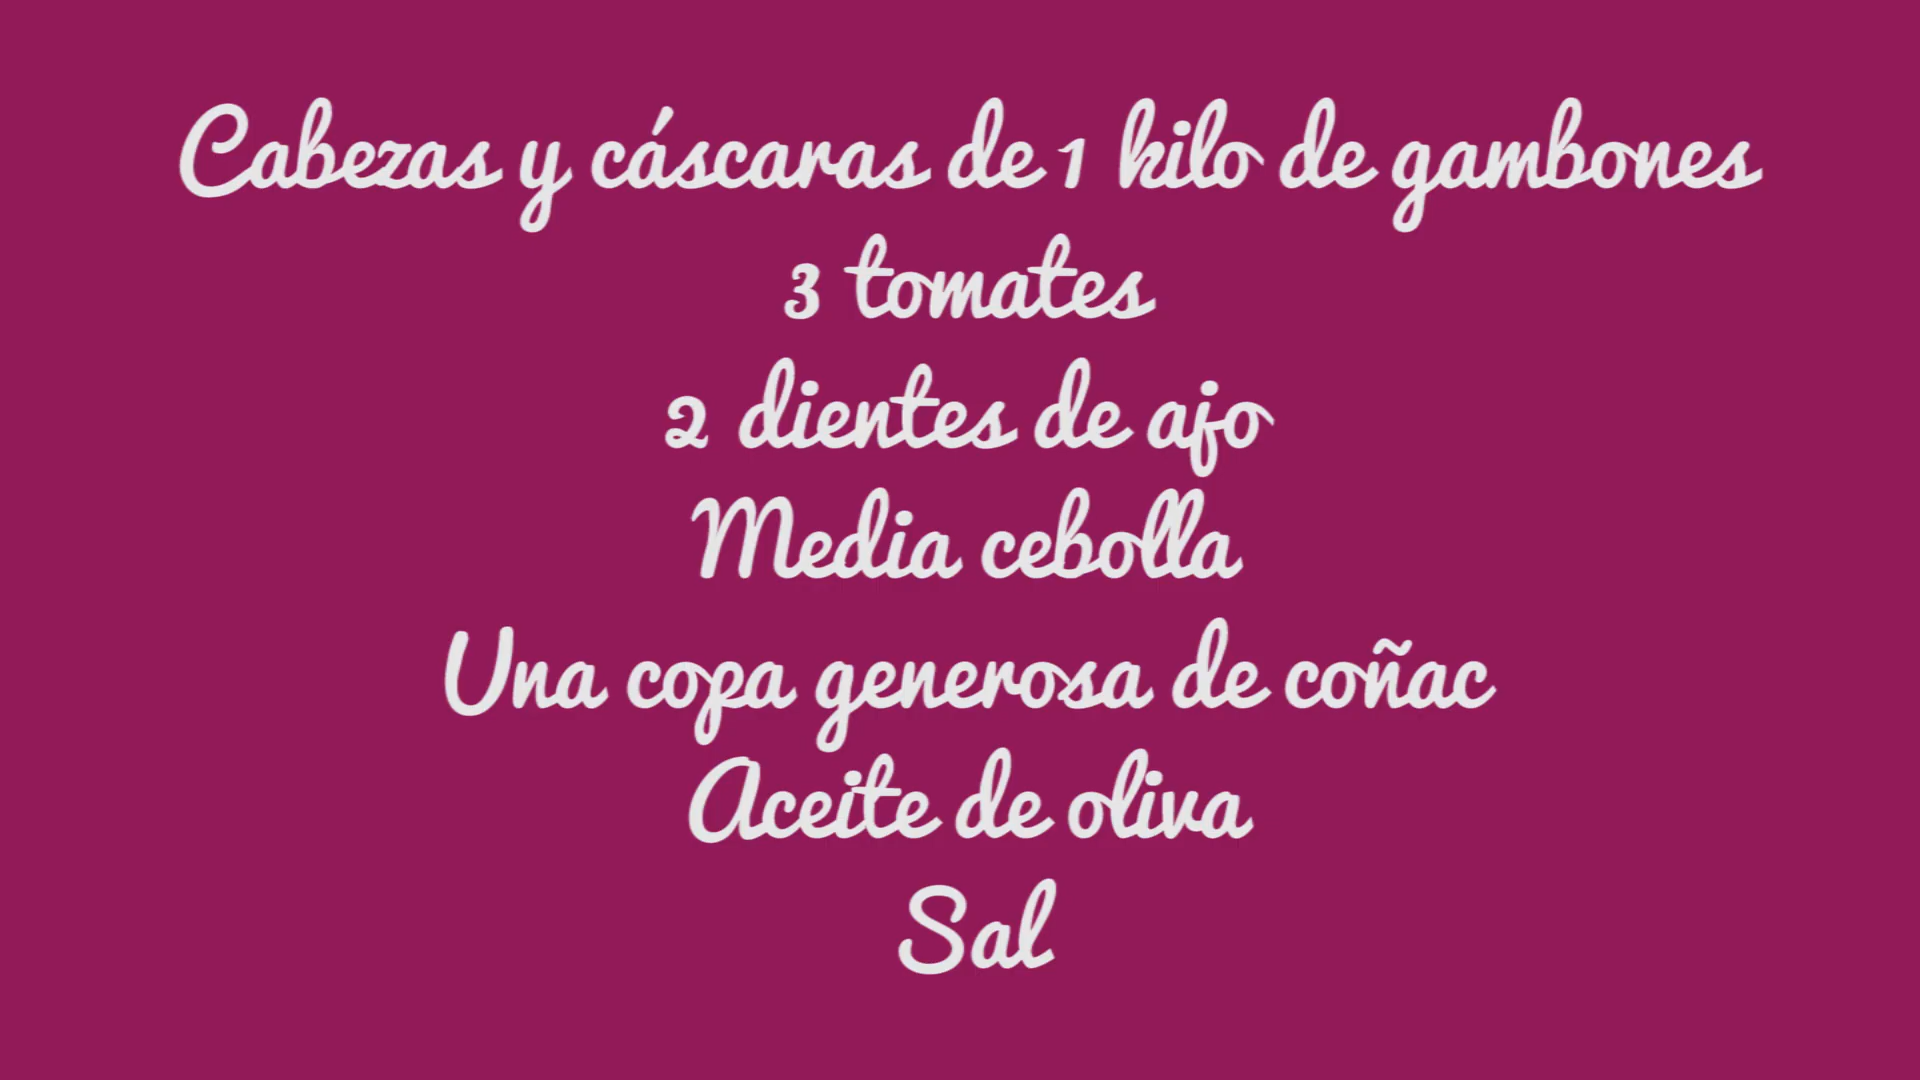 Cabezas y cáscaras de 1 kilo de gambones
3 tomates
2 dientes de ajo
Media cebolla
Una copa generosa de coñac
Aceite de oliva
Sal